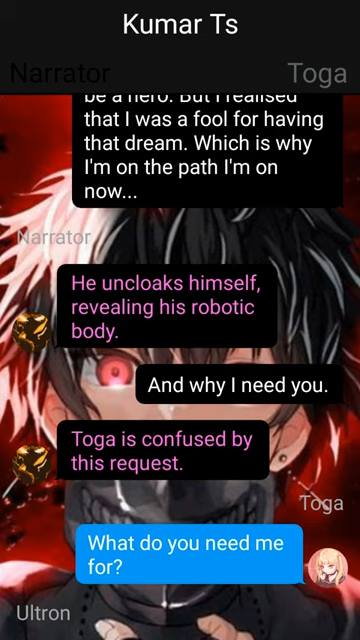 Kumar Ts
Narrator
Toga
be a hero. But I realised
that I was a fool for having
that dream. Which is why
I'm on the path I'm on
now...
Narrator
He uncloaks himself,
revealing his robotic
body.
And why I need you.
Toga is confused by
this request.
Toga
What do you need me
for?
Ultron